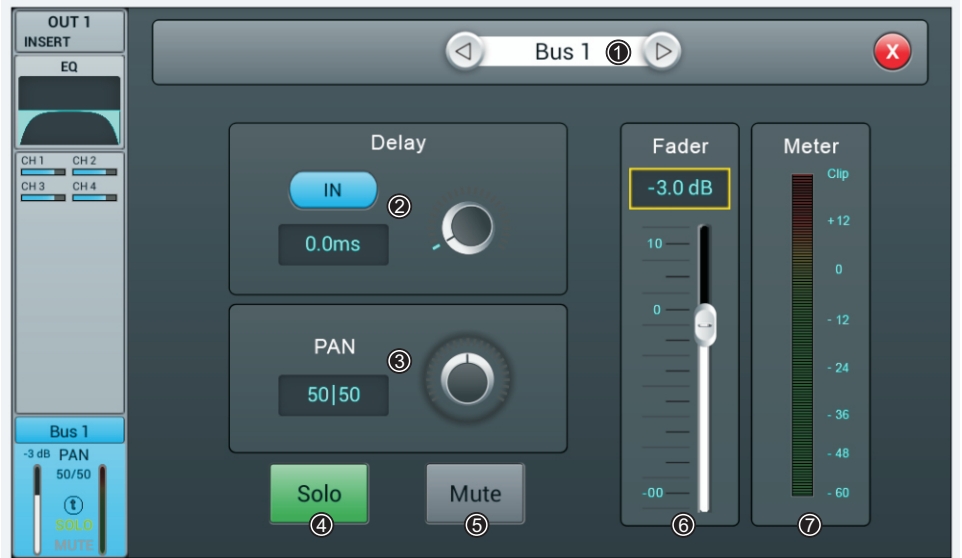 OUT 1
INSERT
EQ
CH 1 CH 2
CH 3 CH 4
Bus 1
-3 dB PAN
50/50
t
SOLO
MUTE
Bus 1 ①
X
Delay
IN
②
0.0ms
PAN
③
50|50
Solo
④
Mute
⑤
Fader
-3.0 dB
10
0
-00
⑥
Meter
Clip
+12
0
- 12
- 24
- 36
- 48
- 60
⑦